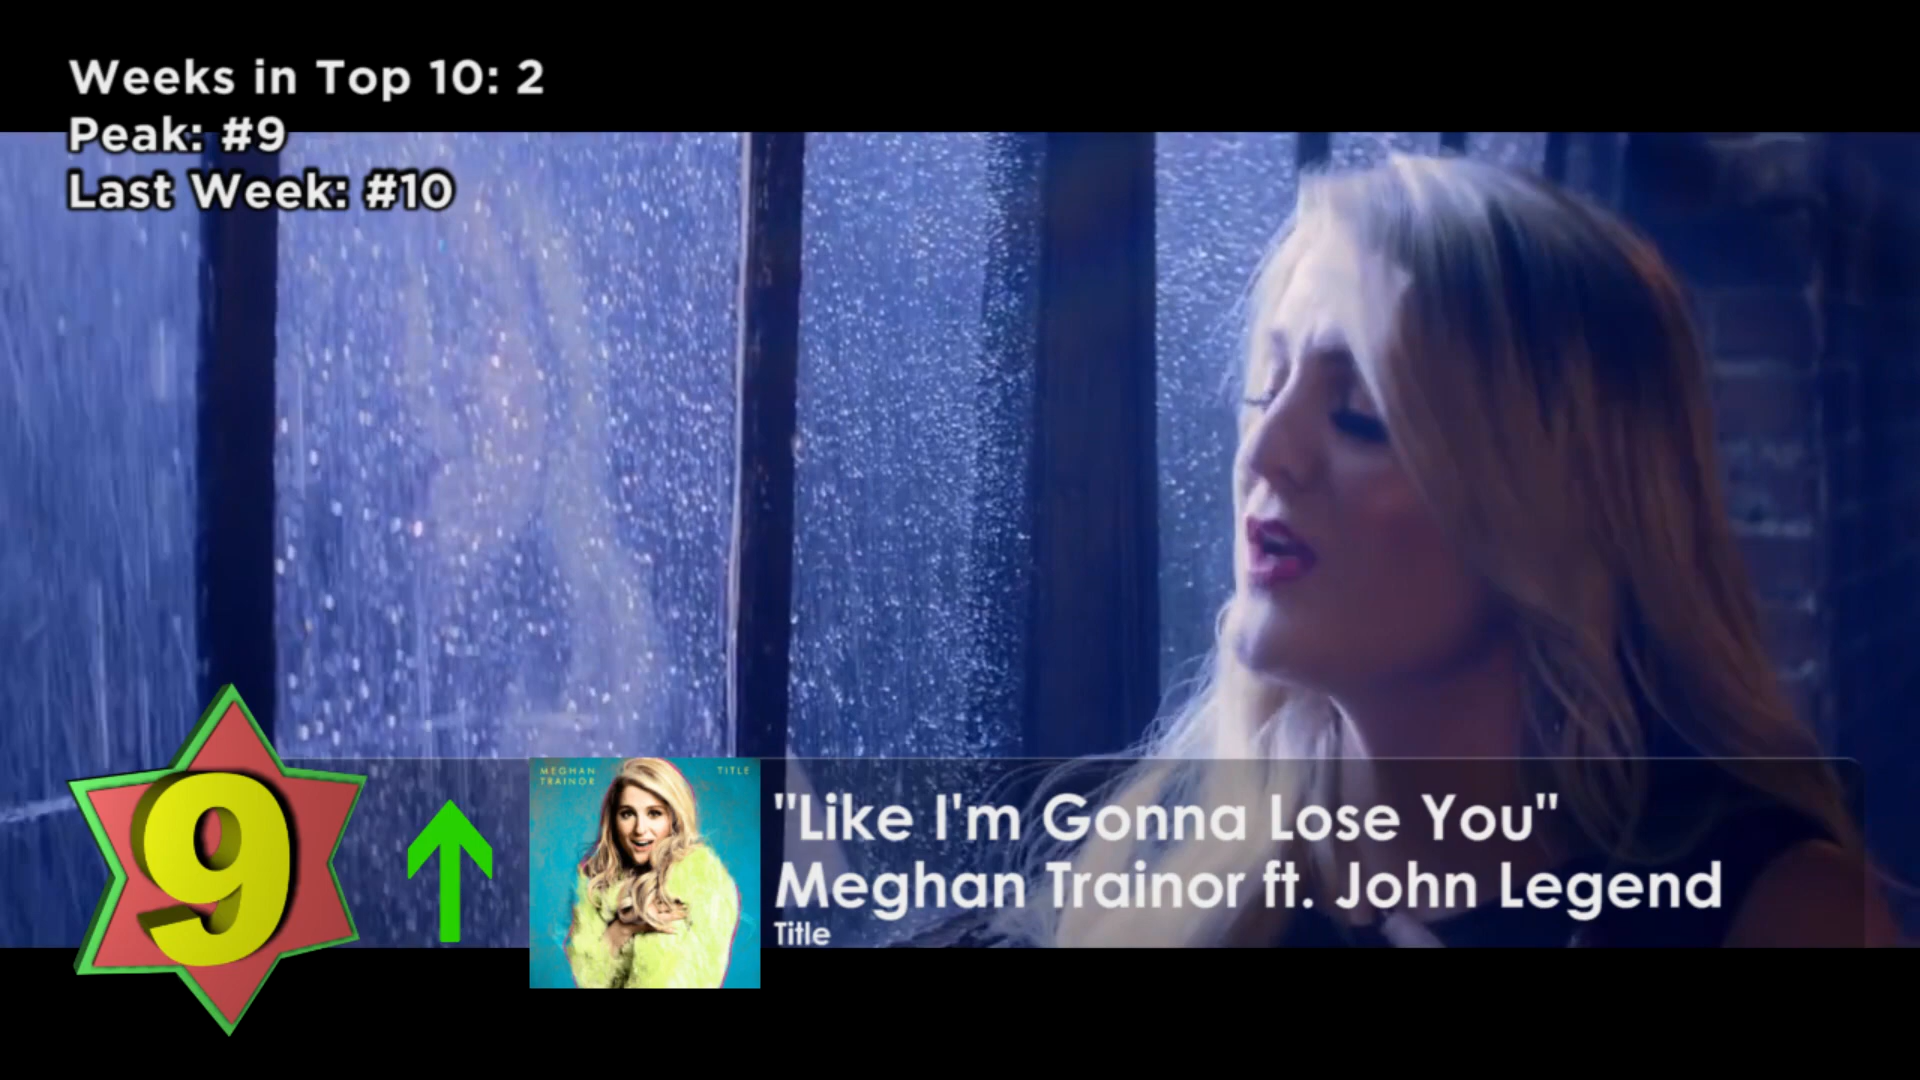 Weeks in Top 10: 2
Peak: #9
Last Week: #10
9
MEGHAN
TRAINOR
TITLE
"Like I'm Gonna Lose You"
Meghan Trainor ft. John Legend
Title